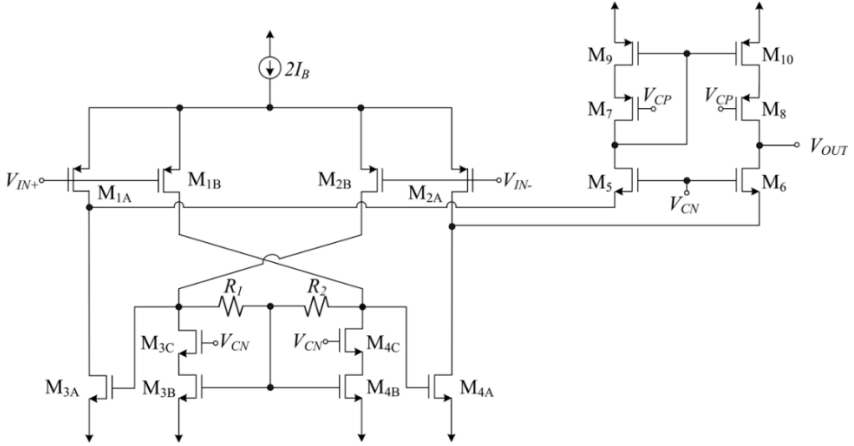 2I_B
M_9
M_10
V_CP
V_CP
M_7
M_8
V_OUT
V_IN+
M_1A
M_1B
M_2B
M_2A
V_IN-
M_5
M_6
V_CN
R_1
R_2
M_3C
V_CN
V_CN
M_4C
M_3A
M_3B
M_4B
M_4A